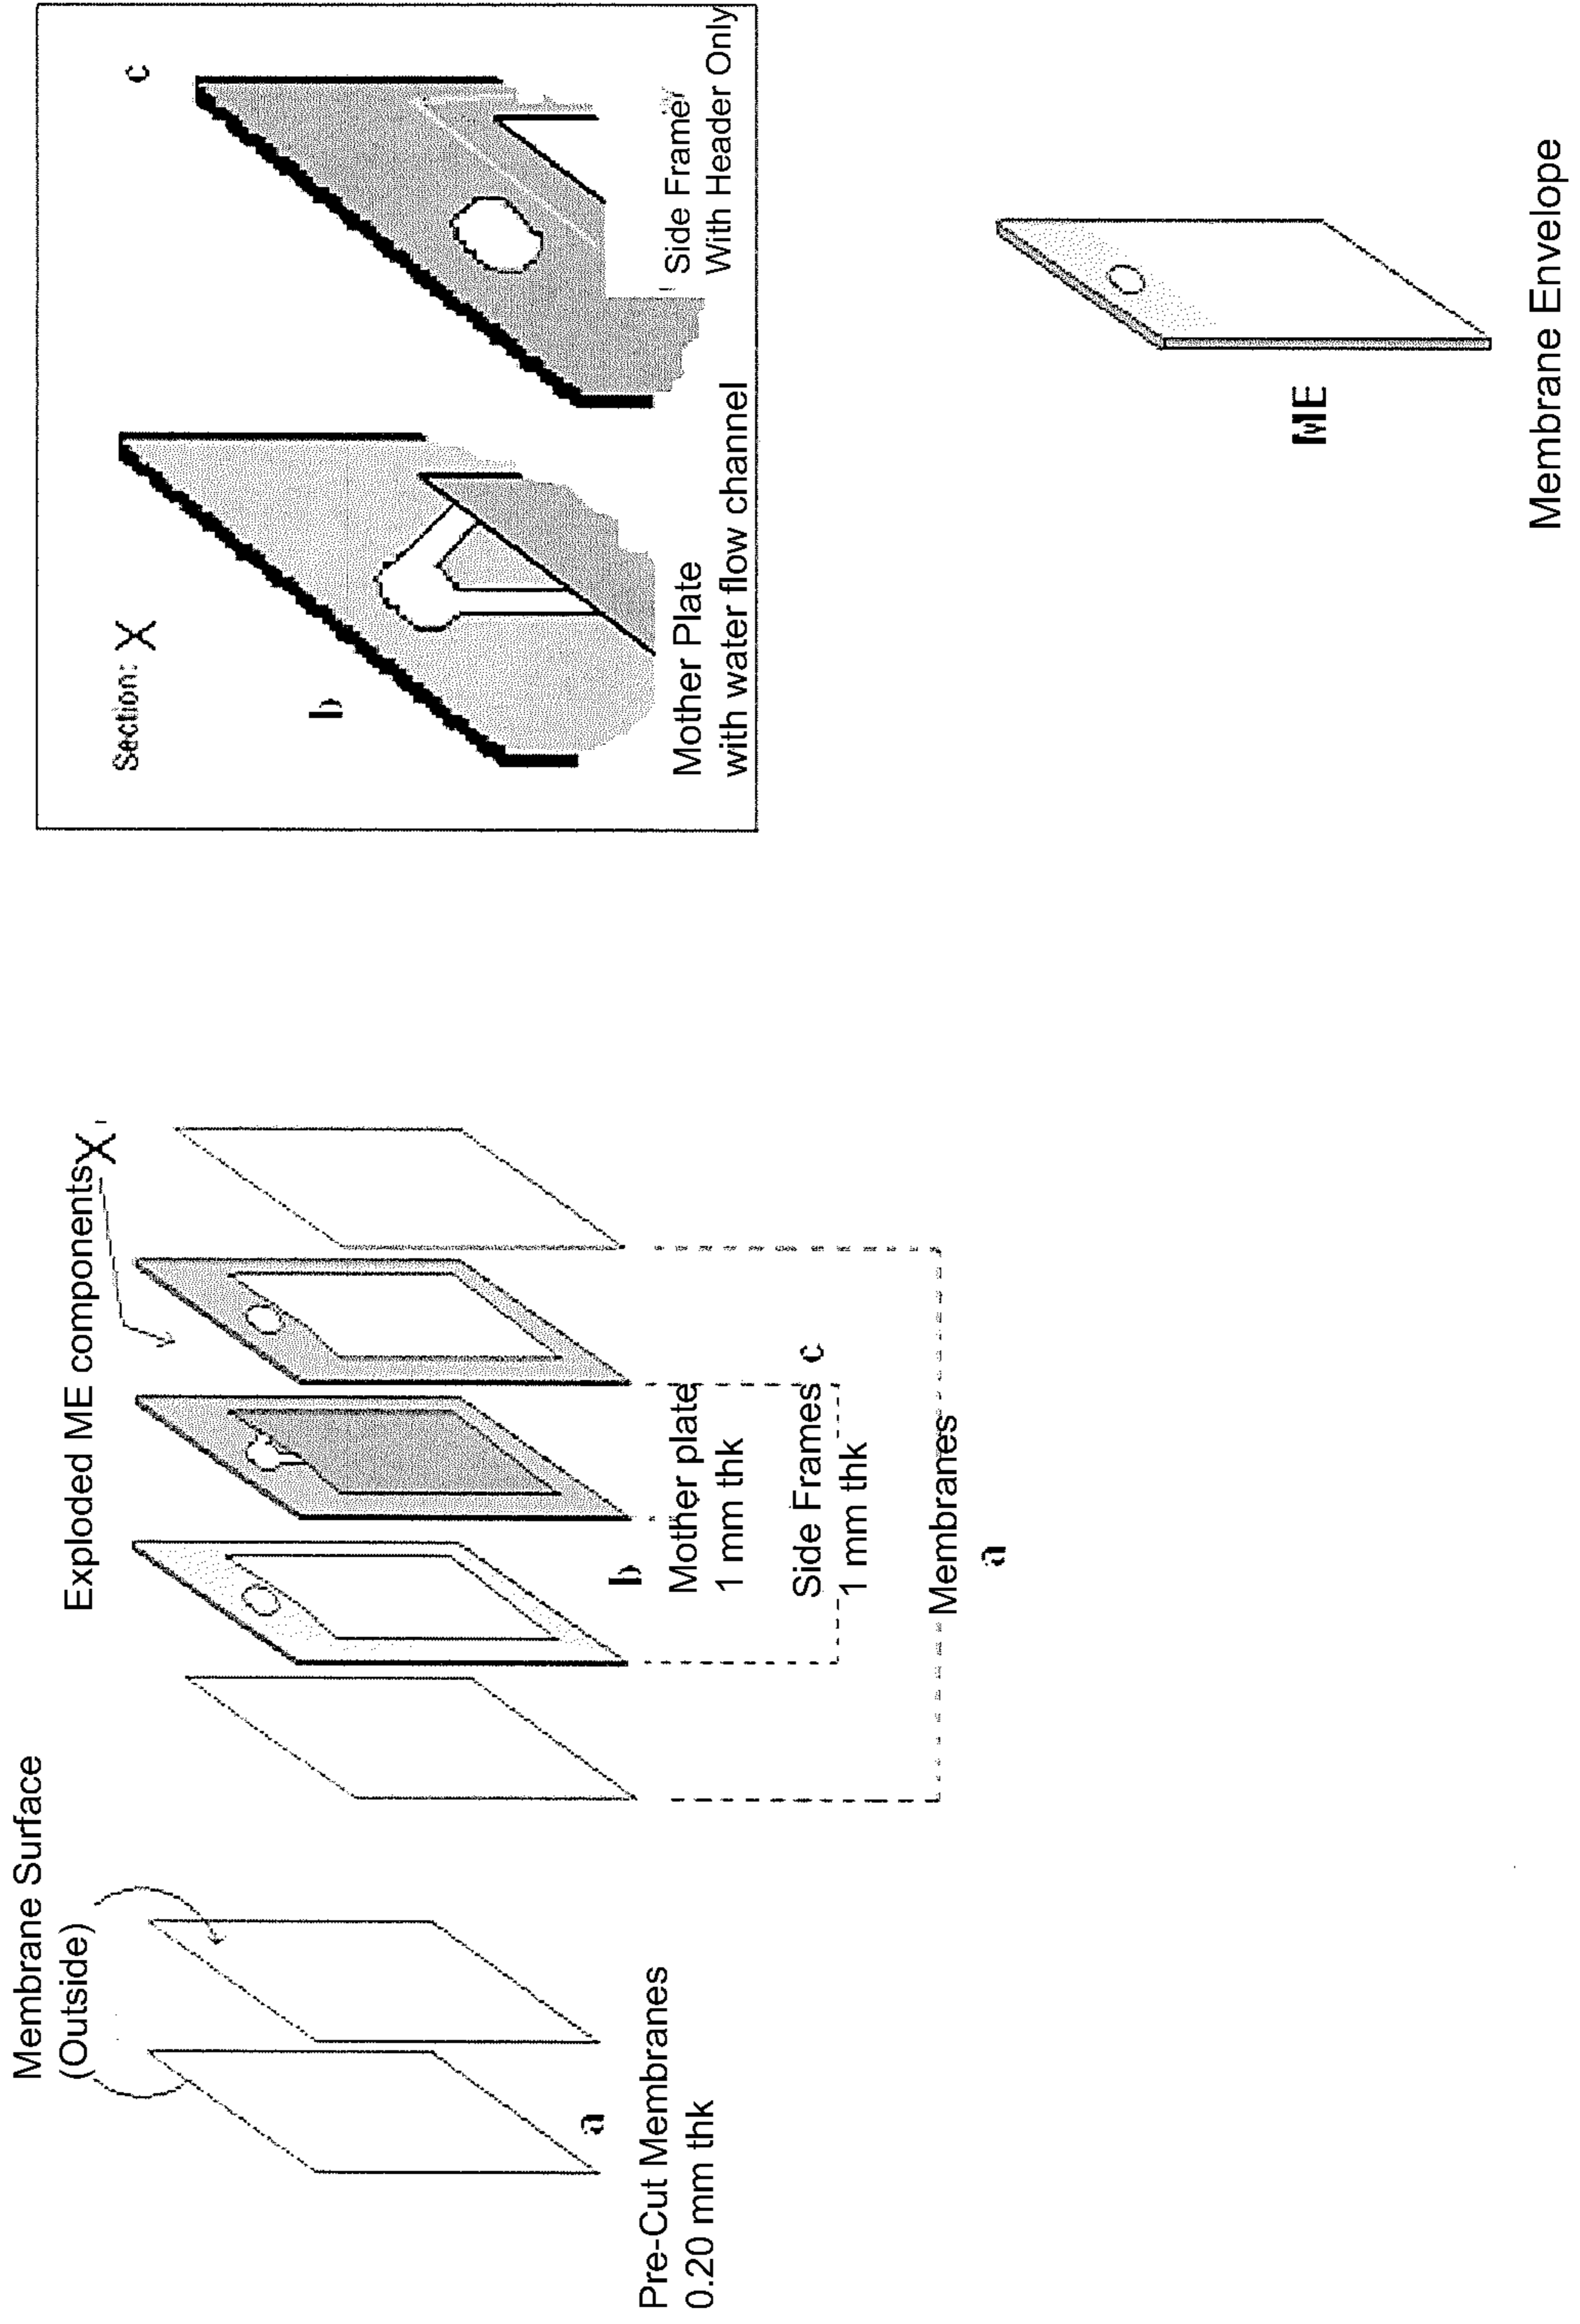 Membrane Surface
(Outside)
a
Pre-Cut Membranes
0.20 mm thk
Exploded ME components X
b
Mother plate
1 mm thk
Side Frames c
1 mm thk
Membranes
a
Section: X
b
Mother Plate
with water flow channel
c
Side Frame
With Header Only
ME
Membrane Envelope